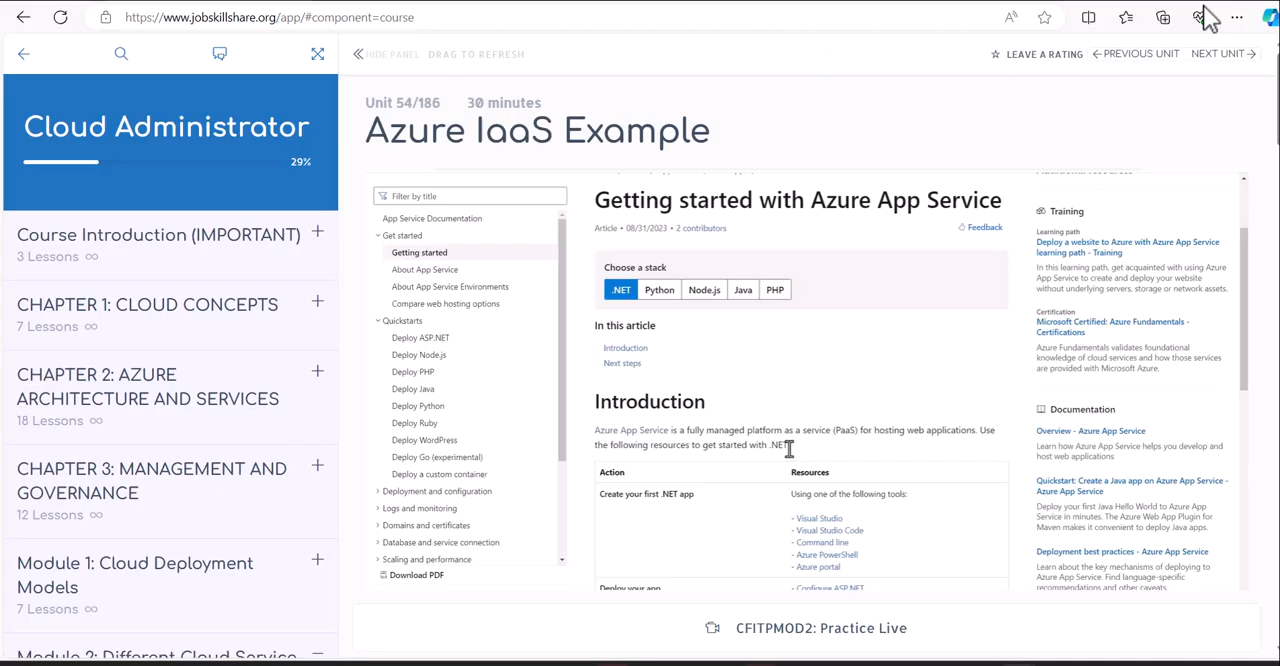 https://www.jobskillshare.org/app/#component=course
HIDE PANEL DRAG TO REFRESH
LEAVE A RATING
PREVIOUS UNIT
NEXT UNIT
Cloud Administrator
29%
Course Introduction (IMPORTANT)
3 Lessons
CHAPTER 1: CLOUD CONCEPTS
7 Lessons
CHAPTER 2: AZURE
ARCHITECTURE AND SERVICES
18 Lessons
CHAPTER 3: MANAGEMENT AND
GOVERNANCE
12 Lessons
Module 1: Cloud Deployment
Models
7 Lessons
Module 2: Different Cloud Service
Unit 54/186 30 minutes
Azure IaaS Example
Filter by title
App Service Documentation
Get started
Getting started
About App Service
About App Service Environments
Compare web hosting options
Quickstarts
Deploy ASP.NET
Deploy Node.js
Deploy PHP
Deploy Java
Deploy Python
Deploy Ruby
Deploy WordPress
Deploy Go (experimental)
Deploy a custom container
Deployment and configuration
Logs and monitoring
Domains and certificates
Database and service connection
Scaling and performance
Download PDF
Getting started with Azure App Service
Article • 08/31/2023 • 2 contributors
Feedback
Choose a stack
.NET Python Node.js Java PHP
In this article
Introduction
Next steps
Introduction
Azure App Service is a fully managed platform as a service (PaaS) for hosting web applications. Use
the following resources to get started with .NET
Action Resources
Create your first .NET app Using one of the following tools:
- Visual Studio
- Visual Studio Code
- Command line
- Azure PowerShell
- Azure portal
Deploy your app - Configure ASP.NET
Training
Learning path
Deploy a website to Azure with Azure App Service
learning path - Training
In this learning path, get acquainted with using Azure
App Service to create and deploy your website
without underlying servers, storage or network assets.
Certification
Microsoft Certified: Azure Fundamentals -
Certifications
Azure Fundamentals validates foundational
knowledge of cloud services and how those services
are provided with Microsoft Azure.
Documentation
Overview - Azure App Service
Learn how Azure App Service helps you develop and
host web applications
Quickstart: Create a Java app on Azure App Service -
Azure App Service
Deploy your first Java Hello World to Azure App
Service in minutes. The Azure Web App Plugin for
Maven makes it convenient to deploy Java apps.
Deployment best practices - Azure App Service
Learn about the key mechanisms of deploying to
Azure App Service. Find language-specific
recommendations and other caveats.
CFITPMOD2: Practice Live